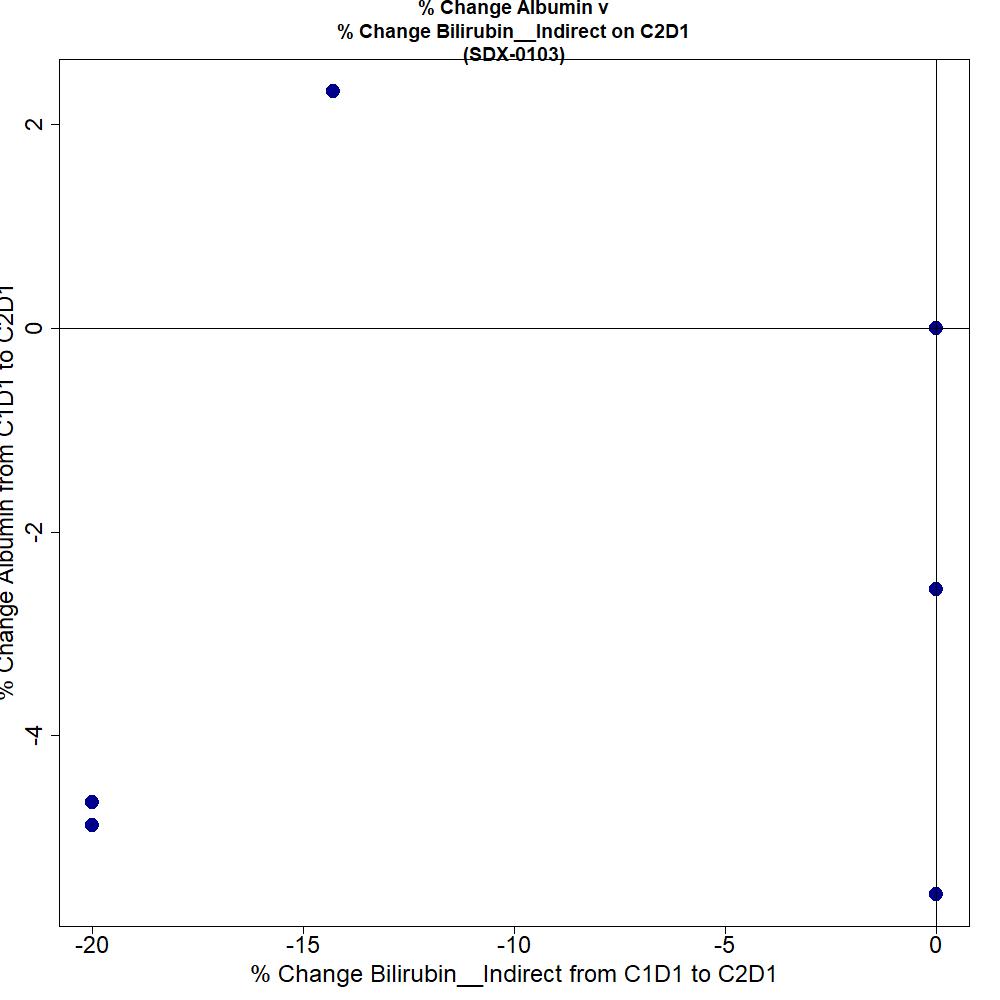 % Change Albumin v
% Change Bilirubin__Indirect on C2D1
(SDX-0103)
% Change Albumin from C1D1 to C2D1
2
0
-2
-4
-20
-15
-10
-5
0
% Change Bilirubin__Indirect from C1D1 to C2D1